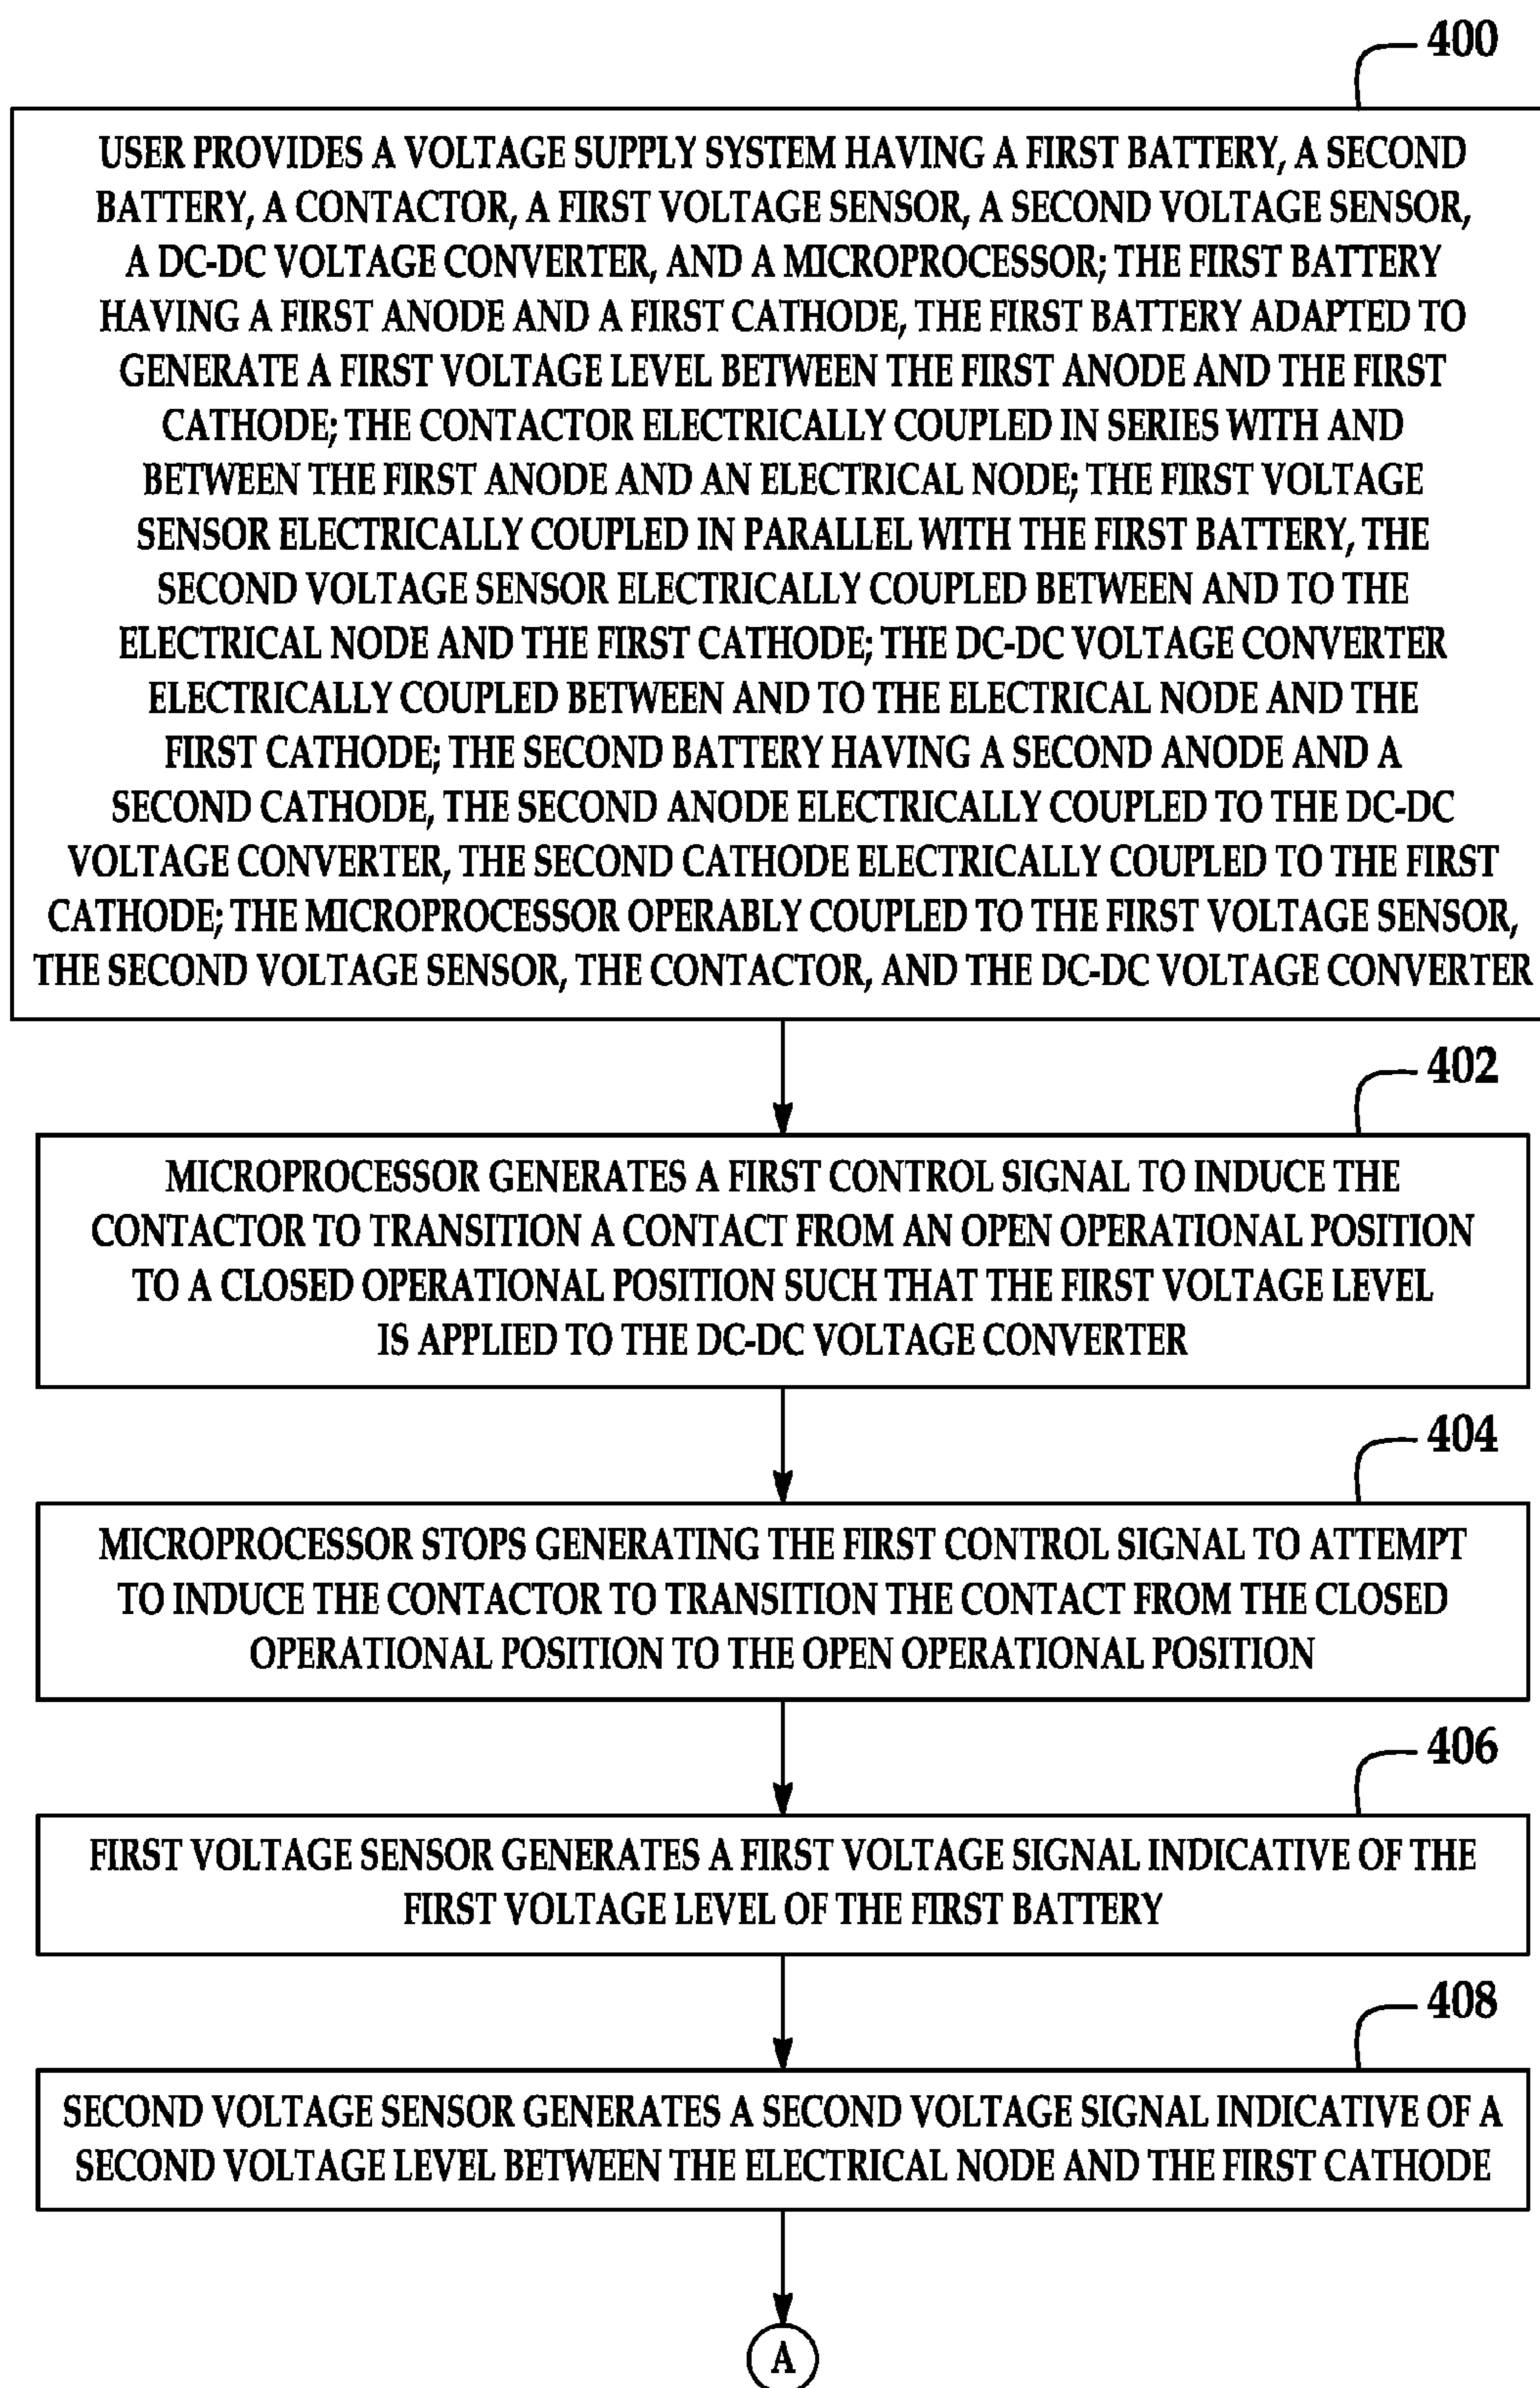 400
USER PROVIDES A VOLTAGE SUPPLY SYSTEM HAVING A FIRST BATTERY, A SECOND
BATTERY, A CONTACTOR, A FIRST VOLTAGE SENSOR, A SECOND VOLTAGE SENSOR,
A DC-DC VOLTAGE CONVERTER, AND A MICROPROCESSOR; THE FIRST BATTERY
HAVING A FIRST ANODE AND A FIRST CATHODE, THE FIRST BATTERY ADAPTED TO
GENERATE A FIRST VOLTAGE LEVEL BETWEEN THE FIRST ANODE AND THE FIRST
CATHODE; THE CONTACTOR ELECTRICALLY COUPLED IN SERIES WITH AND
BETWEEN THE FIRST ANODE AND AN ELECTRICAL NODE; THE FIRST VOLTAGE
SENSOR ELECTRICALLY COUPLED IN PARALLEL WITH THE FIRST BATTERY, THE
SECOND VOLTAGE SENSOR ELECTRICALLY COUPLED BETWEEN AND TO THE
ELECTRICAL NODE AND THE FIRST CATHODE; THE DC-DC VOLTAGE CONVERTER
ELECTRICALLY COUPLED BETWEEN AND TO THE ELECTRICAL NODE AND THE
FIRST CATHODE; THE SECOND BATTERY HAVING A SECOND ANODE AND A
SECOND CATHODE, THE SECOND ANODE ELECTRICALLY COUPLED TO THE DC-DC
VOLTAGE CONVERTER, THE SECOND CATHODE ELECTRICALLY COUPLED TO THE FIRST
CATHODE; THE MICROPROCESSOR OPERABLY COUPLED TO THE FIRST VOLTAGE SENSOR,
THE SECOND VOLTAGE SENSOR, THE CONTACTOR, AND THE DC-DC VOLTAGE CONVERTER
402
MICROPROCESSOR GENERATES A FIRST CONTROL SIGNAL TO INDUCE THE
CONTACTOR TO TRANSITION A CONTACT FROM AN OPEN OPERATIONAL POSITION
TO A CLOSED OPERATIONAL POSITION SUCH THAT THE FIRST VOLTAGE LEVEL
IS APPLIED TO THE DC-DC VOLTAGE CONVERTER
404
MICROPROCESSOR STOPS GENERATING THE FIRST CONTROL SIGNAL TO ATTEMPT
TO INDUCE THE CONTACTOR TO TRANSITION THE CONTACT FROM THE CLOSED
OPERATIONAL POSITION TO THE OPEN OPERATIONAL POSITION
406
FIRST VOLTAGE SENSOR GENERATES A FIRST VOLTAGE SIGNAL INDICATIVE OF THE
FIRST VOLTAGE LEVEL OF THE FIRST BATTERY
408
SECOND VOLTAGE SENSOR GENERATES A SECOND VOLTAGE SIGNAL INDICATIVE OF A
SECOND VOLTAGE LEVEL BETWEEN THE ELECTRICAL NODE AND THE FIRST CATHODE
A